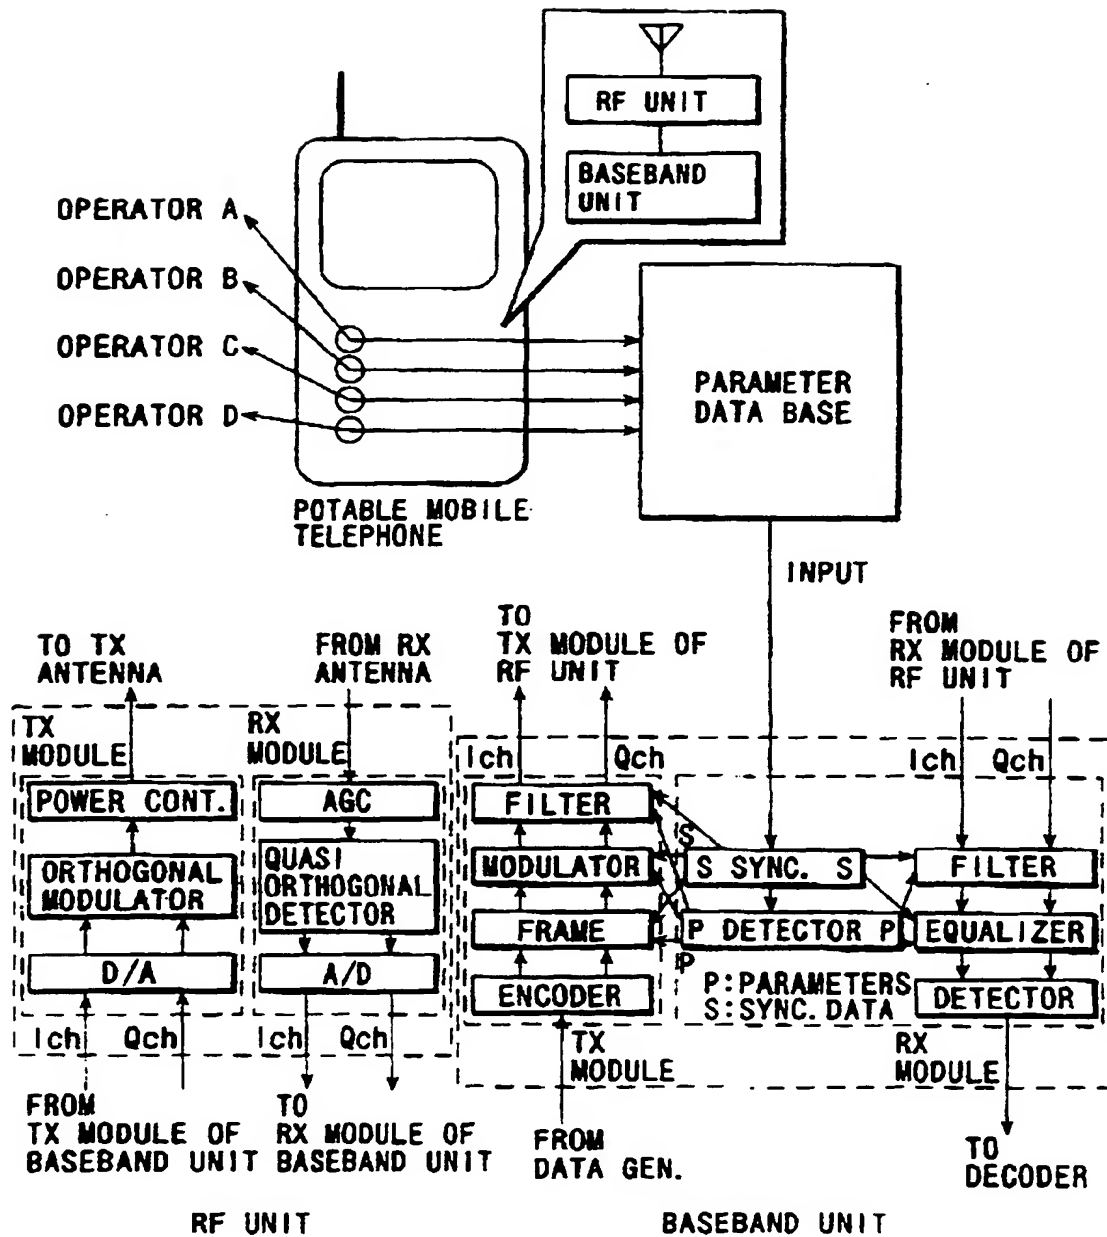 RF UNIT
BASEBAND
UNIT
OPERATOR A
OPERATOR B
OPERATOR C
OPERATOR D
PARAMETER
DATA BASE
POTABLE MOBILE
TELEPHONE
INPUT
TO TX
ANTENNA
FROM RX
ANTENNA
TO
TX MODULE OF
RF UNIT
FROM
RX MODULE OF
RF UNIT
TX
MODULE
RX
MODULE
Ich
Qch
Ich
Qch
POWER CONT.
AGC
FILTER
S
ORTHOGONAL
MODULATOR
QUASI
ORTHOGONAL
DETECTOR
MODULATOR
S SYNC. S
FILTER
FRAME
P DETECTOR P
EQUALIZER
D/A
A/D
P
ENCODER
P:PARAMETERS
S:SYNC. DATA
DETECTOR
Ich
Qch
Ich
Qch
TX
MODULE
RX
MODULE
FROM
TX MODULE OF
BASEBAND UNIT
TO
RX MODULE OF
BASEBAND UNIT
FROM
DATA GEN.
TO
DECODER
RF UNIT
BASEBAND UNIT